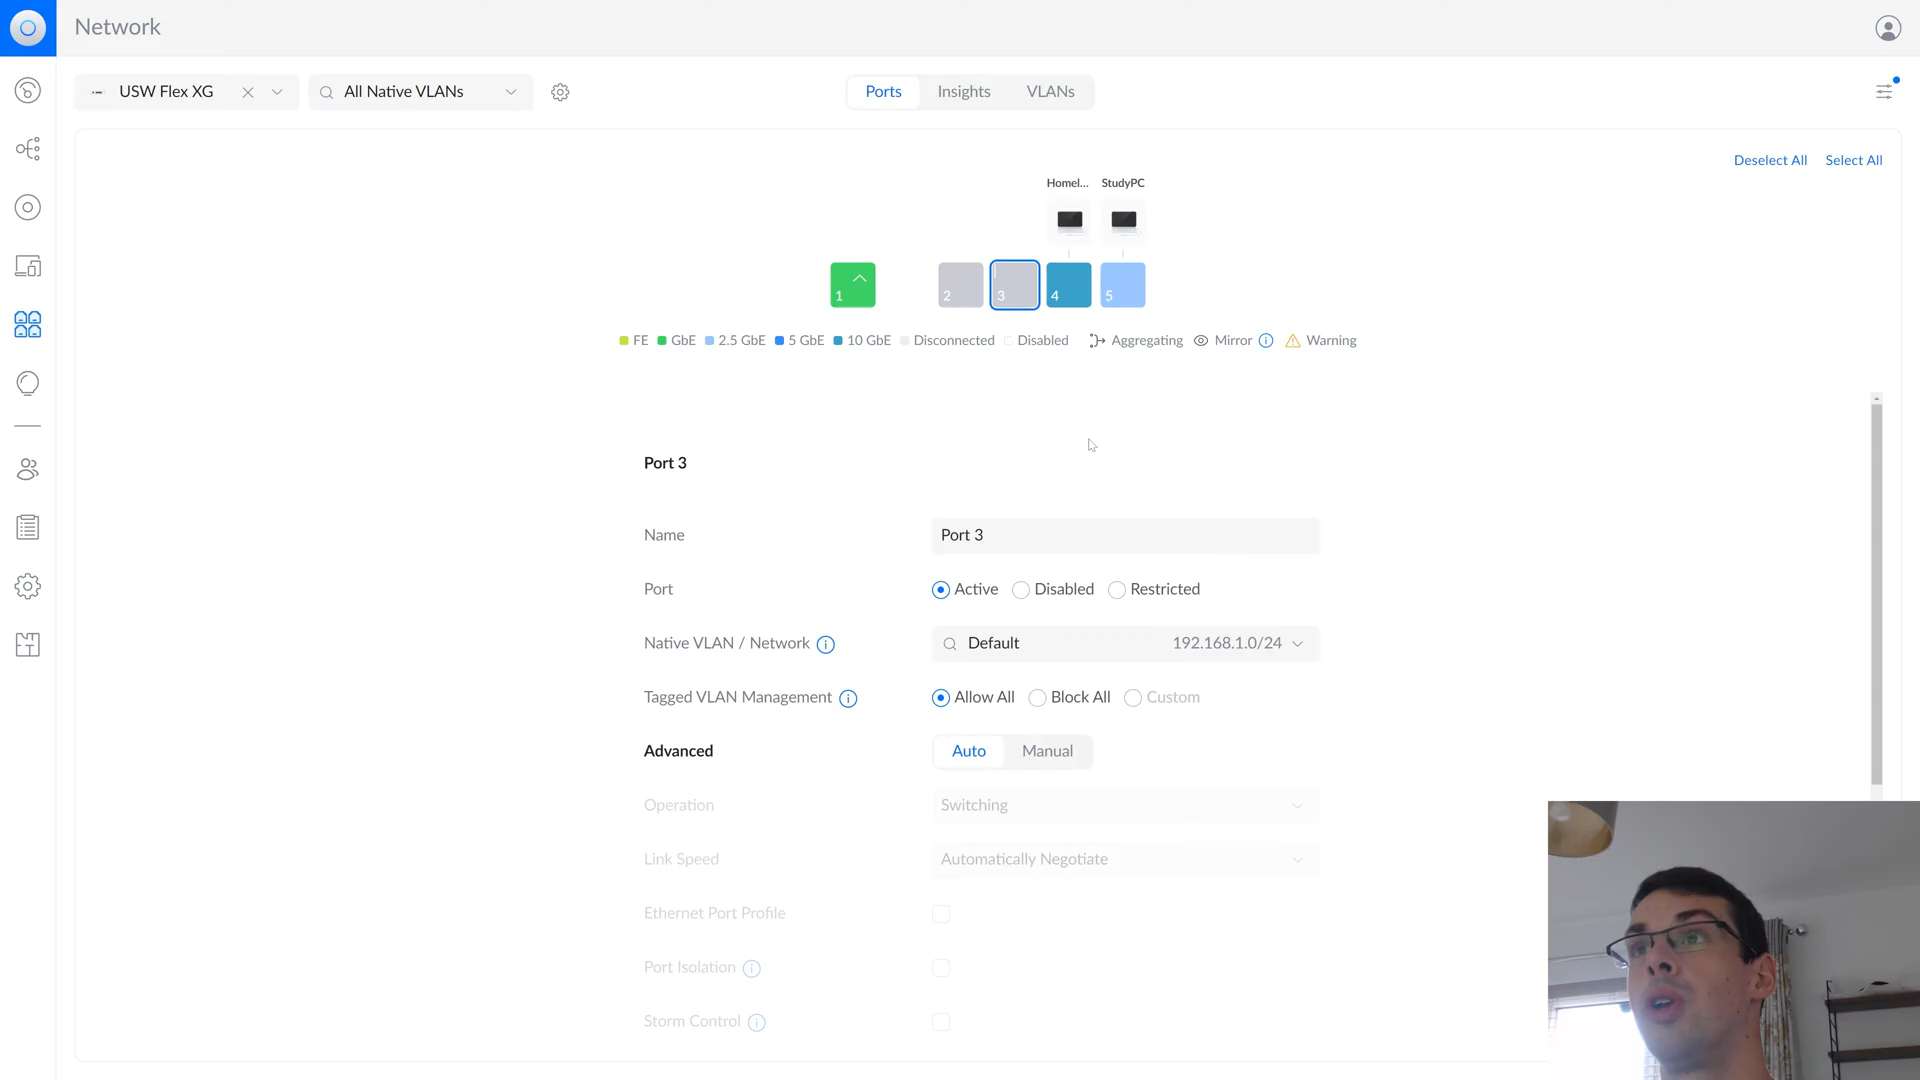 Network
USW Flex XG
All Native VLANs
Ports
Insights
VLANs
Deselect All
Select All
Homel...
StudyPC
1
2
3
4
5
FE
GbE
2.5 GbE
5 GbE
10 GbE
Disconnected
Disabled
Aggregating
Mirror
Warning
Port 3
Name
Port 3
Port
Active
Disabled
Restricted
Native VLAN / Network
Default
192.168.1.0/24
Tagged VLAN Management
Allow All
Block All
Custom
Advanced
Auto
Manual
Operation
Switching
Link Speed
Automatically Negotiate
Ethernet Port Profile
Port Isolation
Storm Control